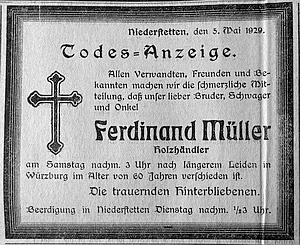 Niederstetten, den 5. Mai 1929.
Todes=Anzeige.
Allen Verwandten, Freunden und Be-
kannten machen wir die schmerzliche Mit-
teilung, daß unser lieber Bruder, Schwager
und Onkel
Ferdinand Müller
Holzhändler
am Samstag nachm. 3 Uhr nach längerem Leiden in
Würzburg im Alter von 60 Jahren verschieden ist.
Die trauernden Hinterbliebenen.
Beerdigung in Niederstetten Dienstag nachm. 1/23 Uhr.